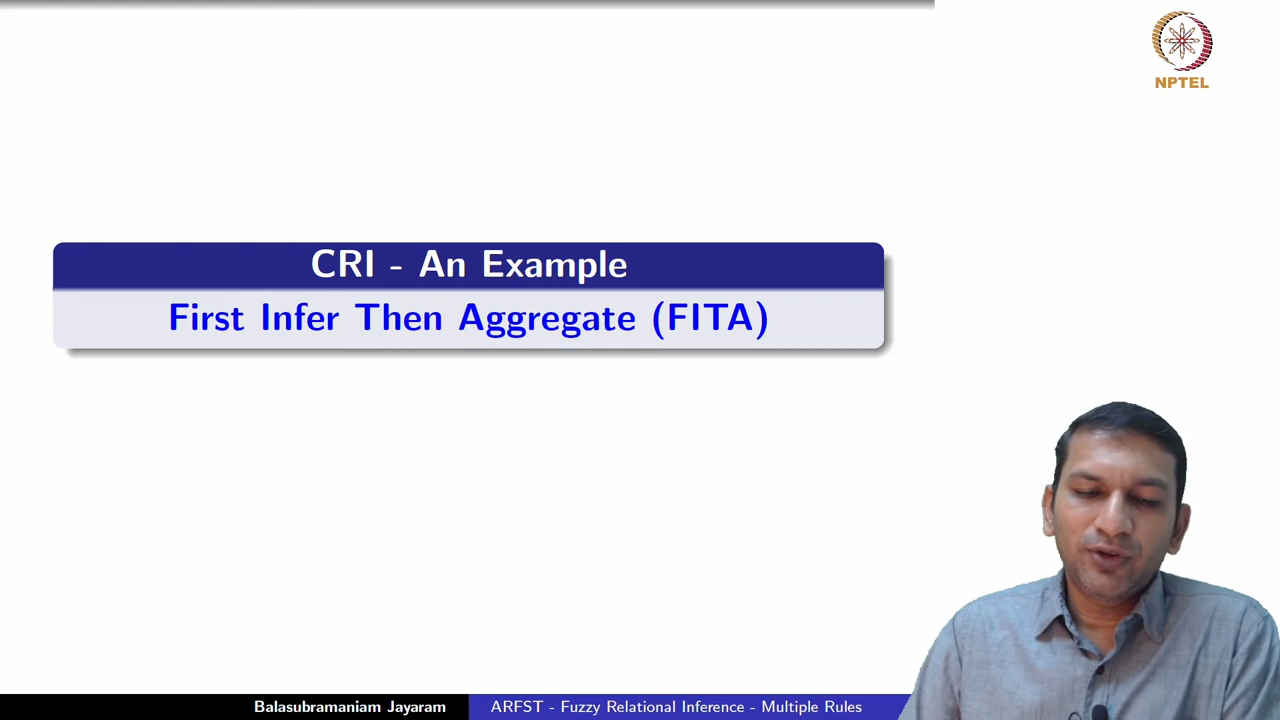 NPTEL
CRI - An Example
First Infer Then Aggregate (FITA)
Balasubramaniam Jayaram
ARFST - Fuzzy Relational Inference - Multiple Rules